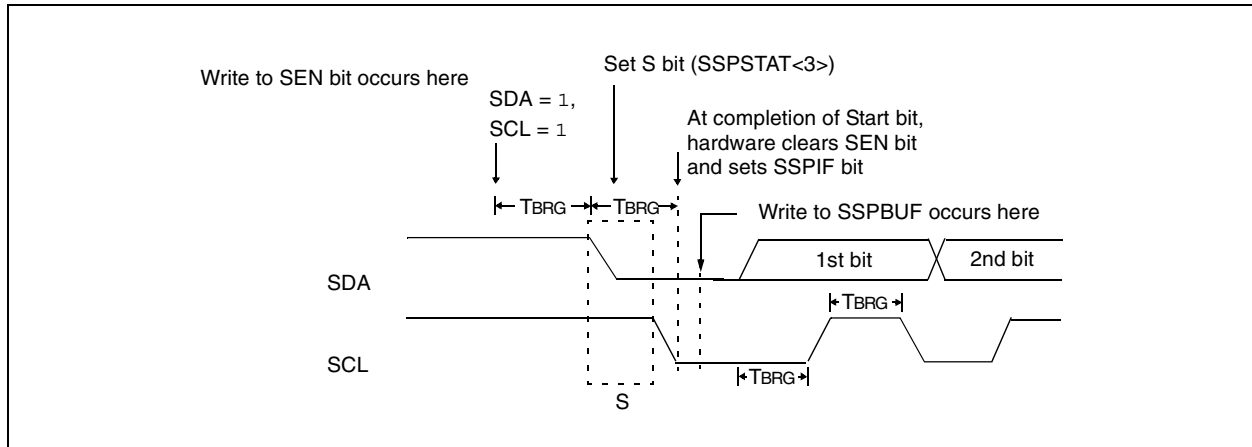 Write to SEN bit occurs here
Set S bit (SSPSTAT<3>)
SDA = 1,
SCL = 1
At completion of Start bit,
hardware clears SEN bit
and sets SSPIF bit
TBRG
TBRG
Write to SSPBUF occurs here
SDA
1st bit
2nd bit
TBRG
SCL
TBRG
S